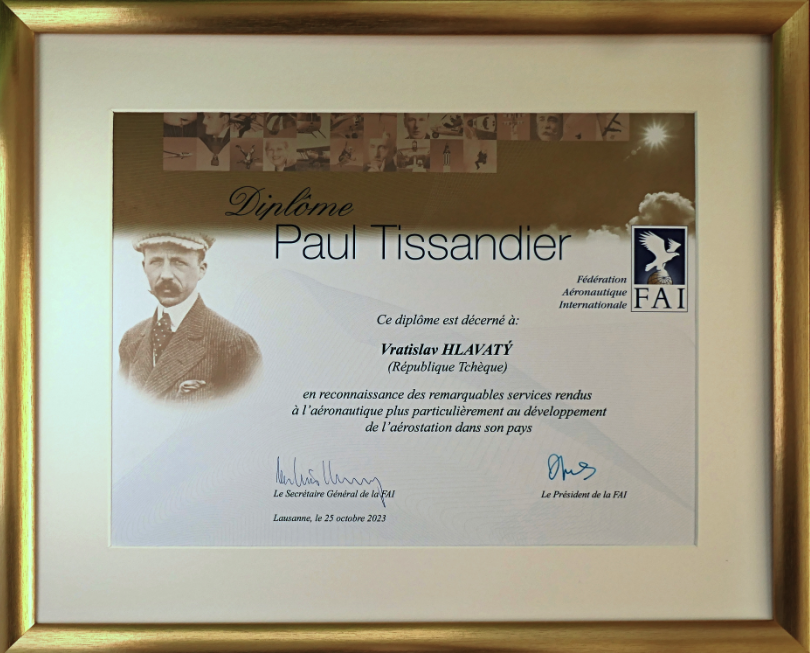 Diplôme
Paul Tissandier
Fédération
Aéronautique
Internationale
FAI
Ce diplôme est décerné à:
Vratislav HLAVATÝ
(République Tchèque)
en reconnaissance des remarquables services rendus
à l'aéronautique plus particulièrement au développement
de l'aérostation dans son pays
Le Secrétaire Général de la FAI
Le Président de la FAI
Lausanne, le 25 octobre 2023